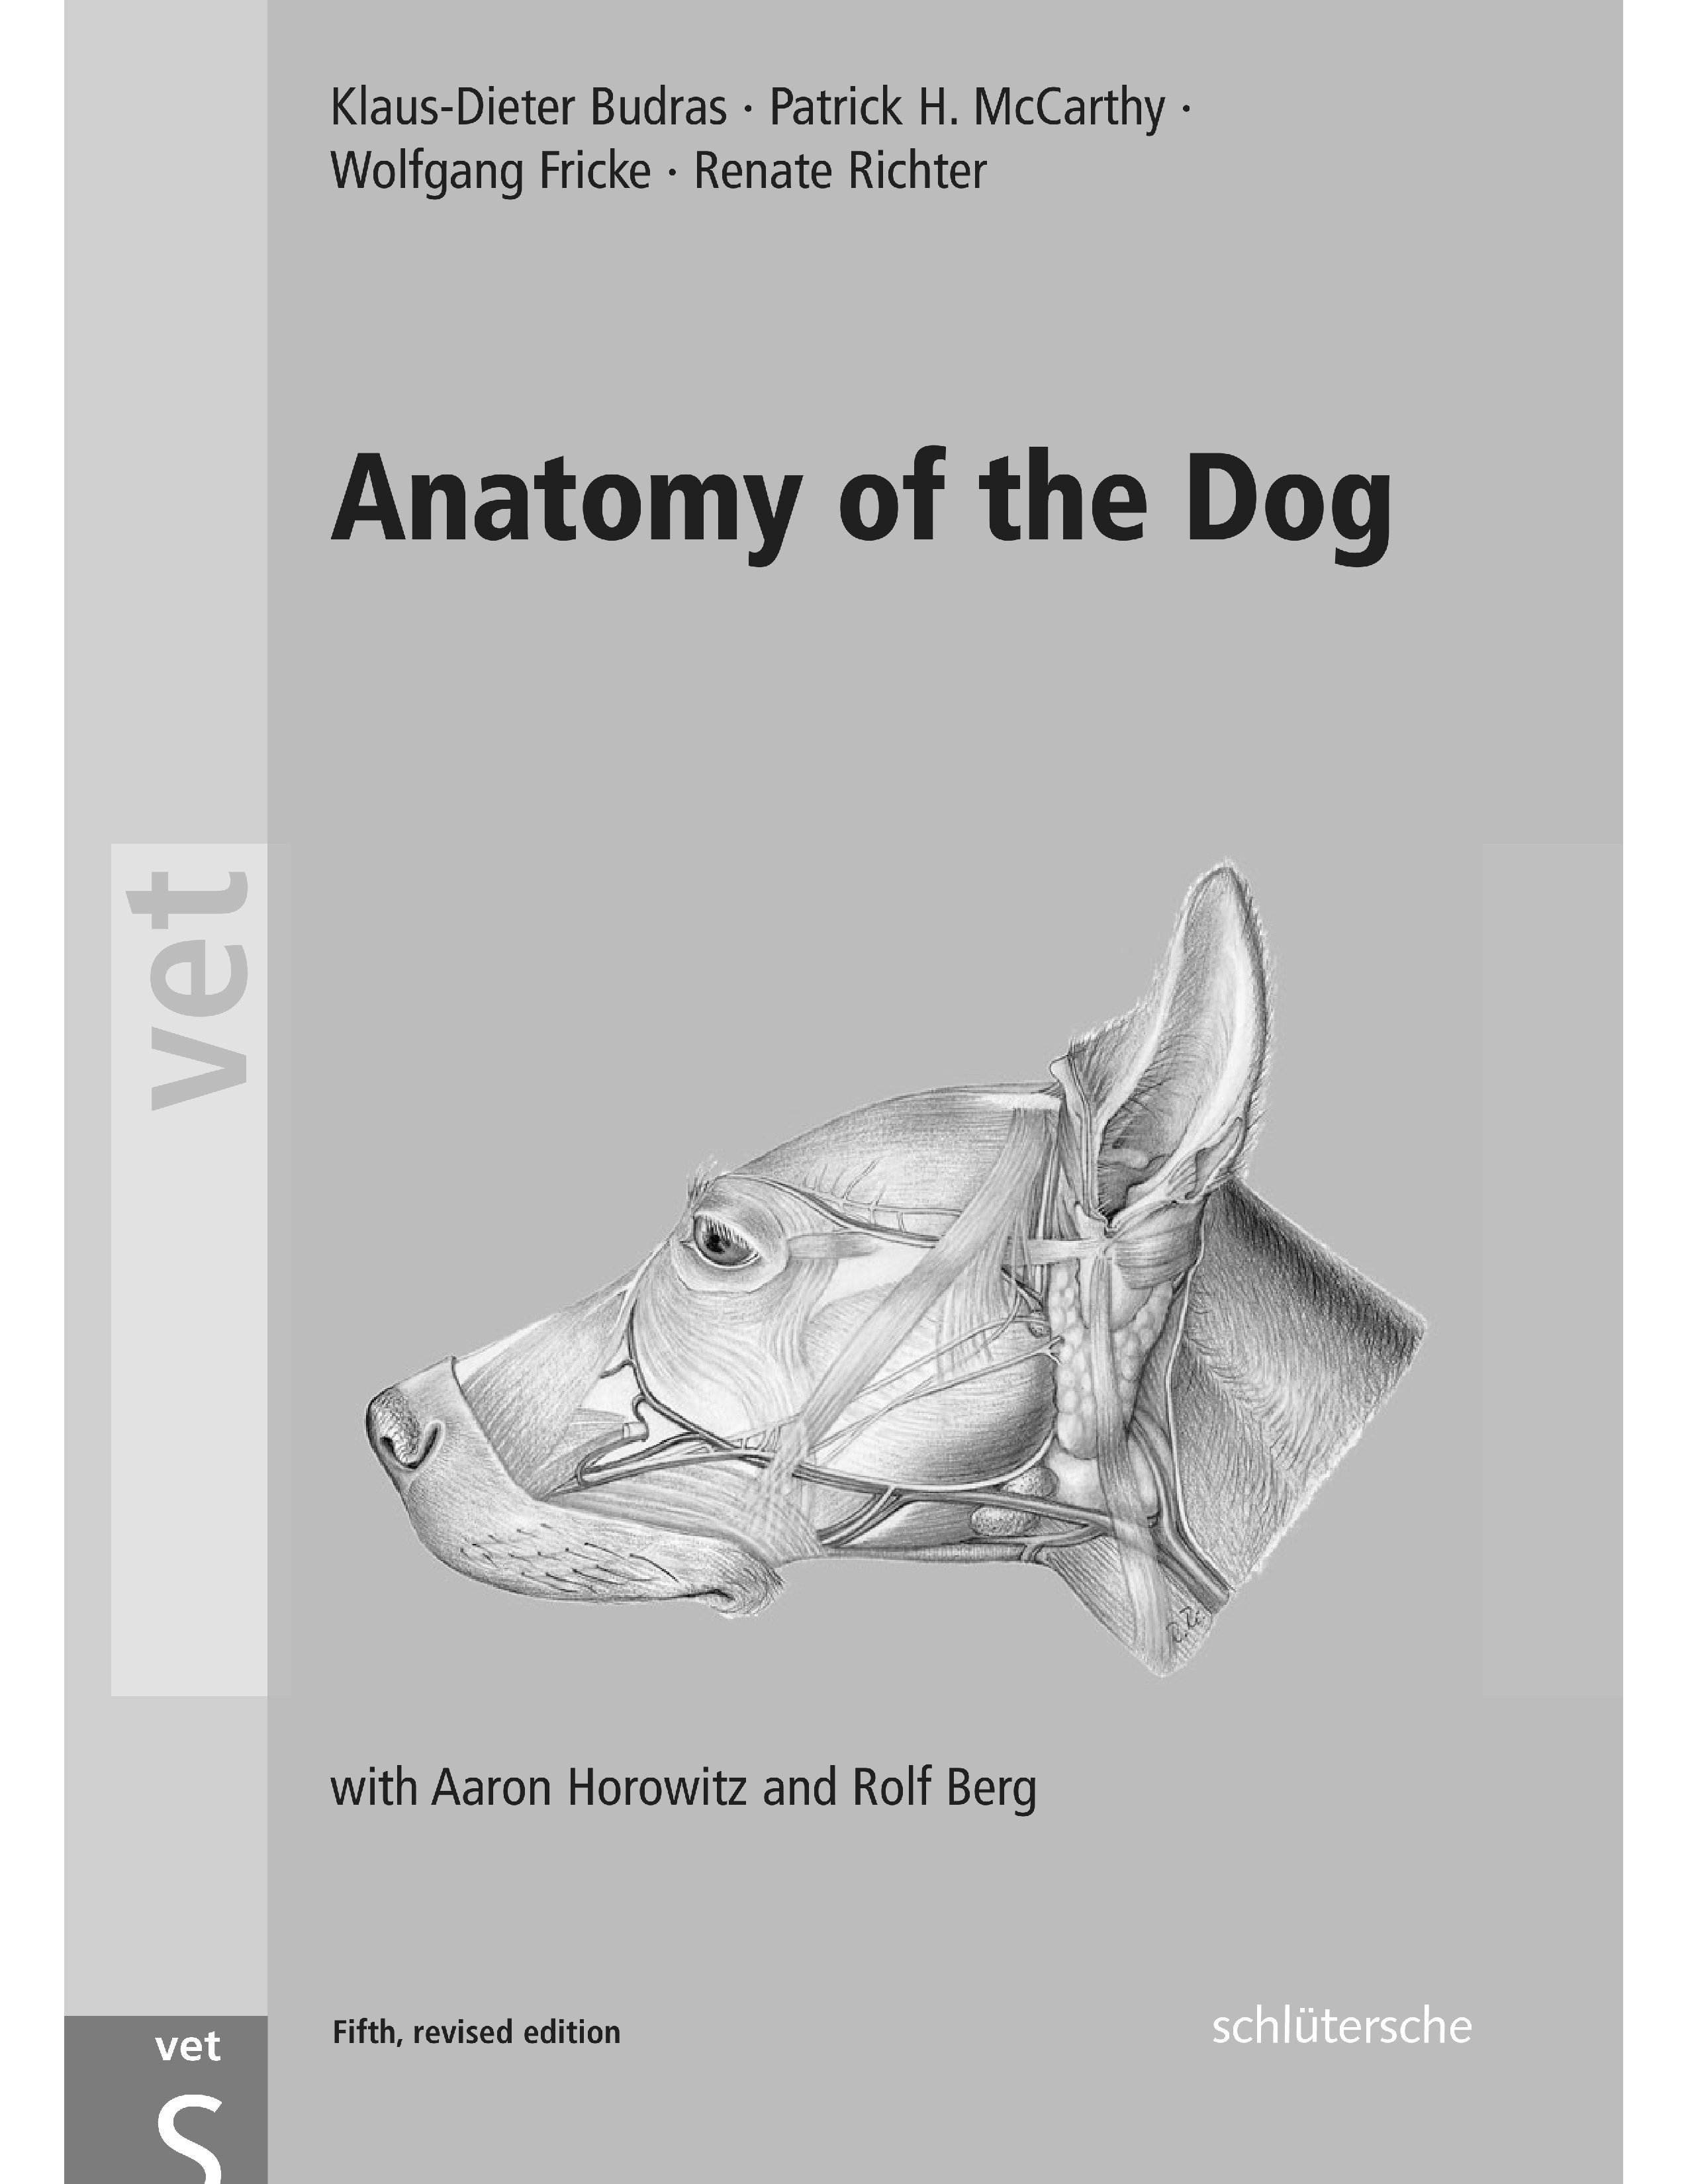 Klaus-Dieter Budras · Patrick H. McCarthy ·
Wolfgang Fricke · Renate Richter
Anatomy of the Dog
vet
R.Ri.
with Aaron Horowitz and Rolf Berg
Fifth, revised edition
schlütersche
vet
S